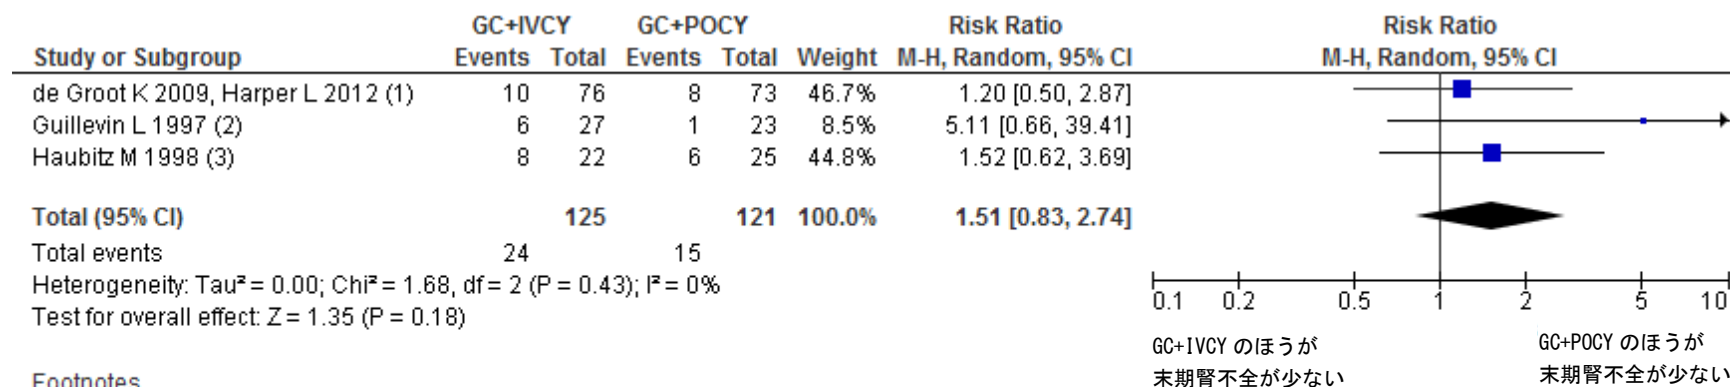 GC+IVCY GC+POCY Risk Ratio Risk Ratio
Study or Subgroup Events Total Events Total Weight M-H, Random, 95% CI M-H, Random, 95% CI
de Groot K 2009, Harper L 2012 (1) 10 76 8 73 46.7% 1.20 [0.50, 2.87]
Guillevin L 1997 (2) 6 27 1 23 8.5% 5.11 [0.66, 39.41]
Haubitz M 1998 (3) 8 22 6 25 44.8% 1.52 [0.62, 3.69]
Total (95% CI) 125 121 100.0% 1.51 [0.83, 2.74]
Total events 24 15
Heterogeneity: Tau² = 0.00; Chi² = 1.68, df = 2 (P = 0.43); I² = 0%
Test for overall effect: Z = 1.35 (P = 0.18)
0.1 0.2 0.5 1 2 5 10
GC+IVCY のほうが
末期腎不全が少ない
GC+POCY のほうが
末期腎不全が少ない
Footnotes